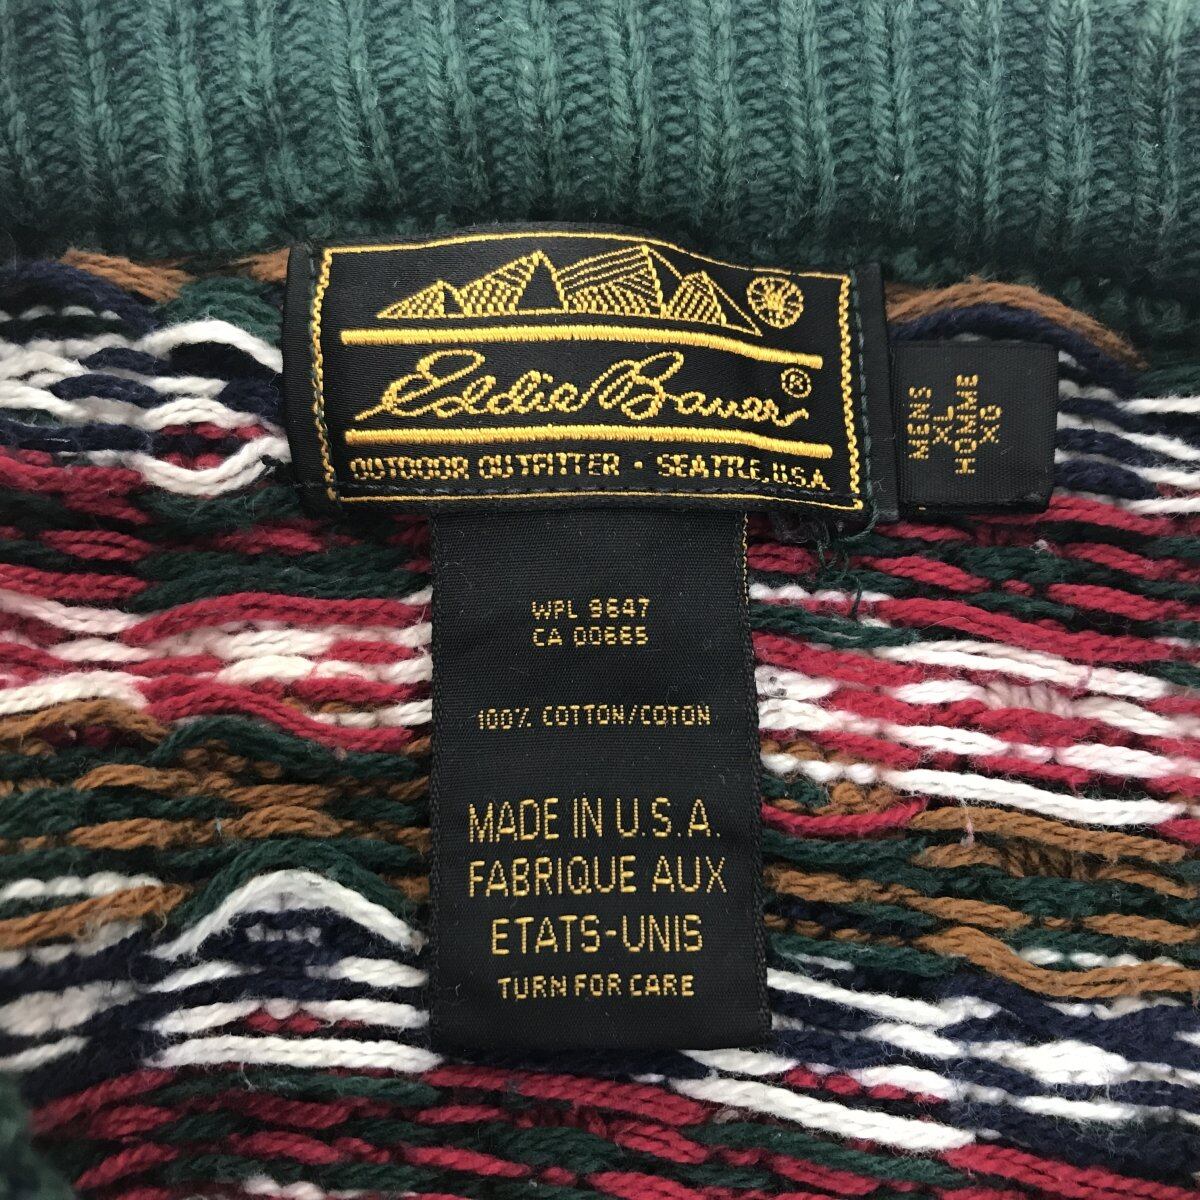 Eddie Bauer®
OUTDOOR OUTFITTER • SEATTLE, U.S.A.
MENS
XL
HOMME
XG
WPL 9647
CA 00665
100% COTTON/COTON
MADE IN U.S.A.
FABRIQUE AUX
ETATS-UNIS
TURN FOR CARE